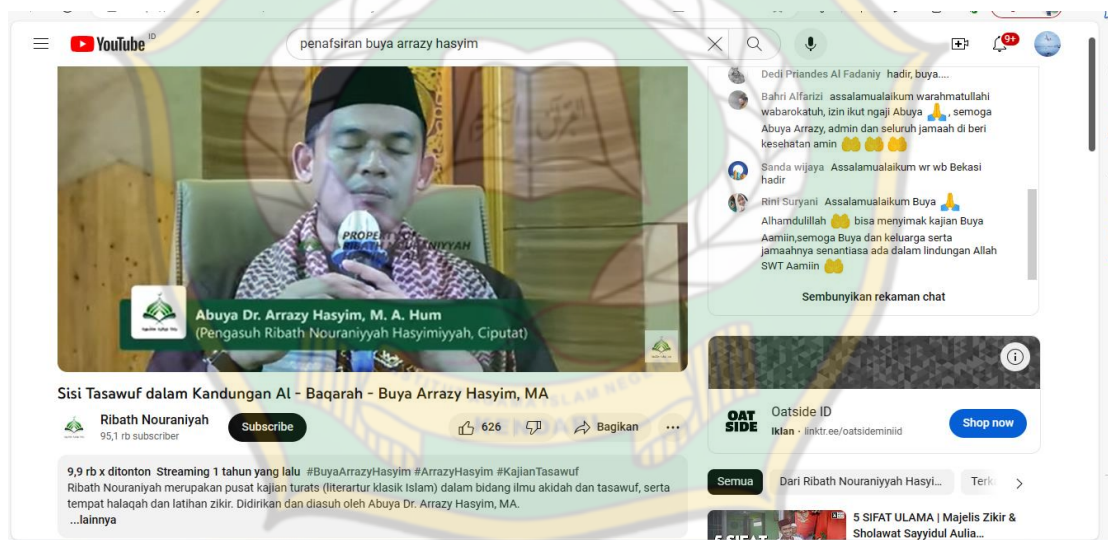 YouTube ID
penafsiran buya arrazy hasyim
9+
PROPERTY OF
RIBATH NOURANIYYAH
Abuya Dr. Arrazy Hasyim, M. A. Hum
(Pengasuh Ribath Nouraniyyah Hasyimiyyah, Ciputat)
Sisi Tasawuf dalam Kandungan Al - Baqarah - Buya Arrazy Hasyim, MA
Ribath Nouraniyah
95,1 rb subscriber
Subscribe
626
Bagikan
...
9,9 rb x ditonton Streaming 1 tahun yang lalu #BuyaArrazyHasyim #ArrazyHasyim #KajianTasawuf
Ribath Nouraniyah merupakan pusat kajian turats (literartur klasik Islam) dalam bidang ilmu akidah dan tasawuf, serta
tempat halaqah dan latihan zikir. Didirikan dan diasuh oleh Abuya Dr. Arrazy Hasyim, MA.
...lainnya
Dedi Priandes Al Fadaniy hadir, buya....
Bahri Alfarizi assalamualaikum warahmatullahi
wabarokatuh, izin ikut ngaji Abuya 🙏, semoga
Abuya Arrazy, admin dan seluruh jamaah di beri
kesehatan amin 🤲 🤲 🤲
Sanda wijaya Assalamualaikum wr wb Bekasi
hadir
Rini Suryani Assalamualaikum Buya 🙏
Alhamdulillah 🤲 bisa menyimak kajian Buya
Aamiin,semoga Buya dan keluarga serta
jamaahnya senantiasa ada dalam lindungan Allah
SWT Aamiin 🤲
Sembunyikan rekaman chat
OAT
SIDE
Oatside ID
Iklan · linktr.ee/oatsideminiid
Shop now
Semua
Dari Ribath Nouraniyyah Hasyi...
5 SIFAT ULAMA | Majelis Zikir &
Sholawat Sayyidul Aulia...
5 SIFAT
KENDARI